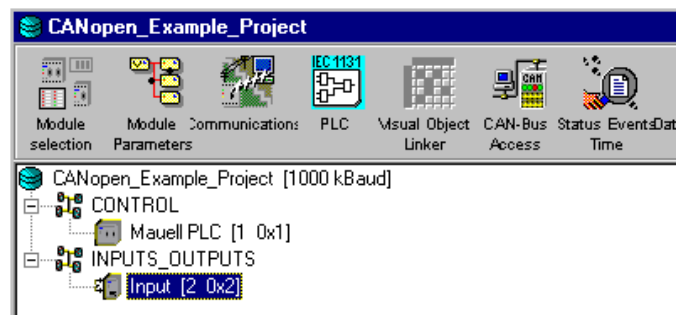 CANopen_Example_Project
IEC 1131
CAN
Module selection
Module Parameters
Communications
PLC
Visual Object Linker
CAN-Bus Access
Status Events Time
Dat
CANopen_Example_Project [1000 kBaud]
CONTROL
Mauell PLC [1 0x1]
INPUTS_OUTPUTS
Input [2 0x2]